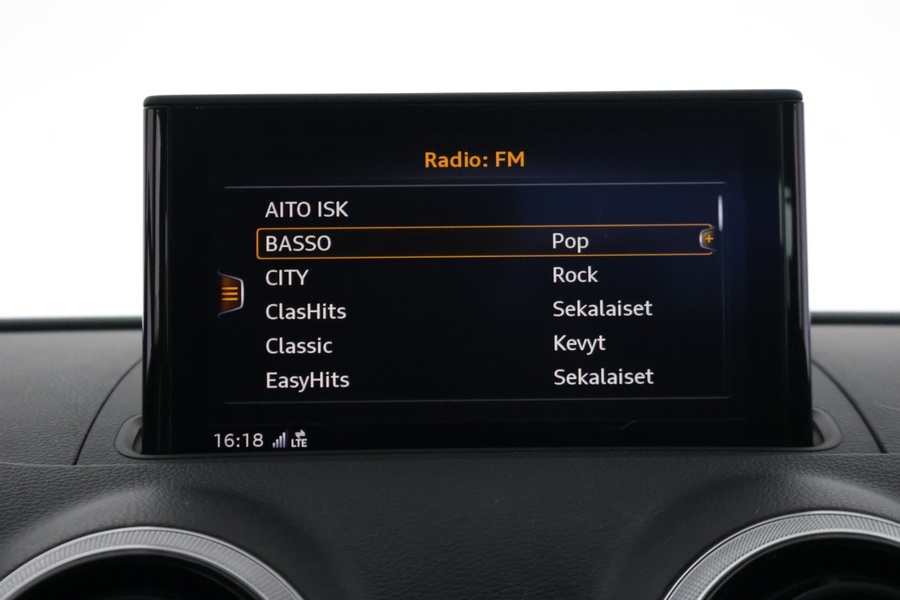 Radio: FM
AITO ISK
BASSO Pop
CITY Rock
ClasHits Sekalaiset
Classic Kevyt
EasyHits Sekalaiset
16:18 LTE